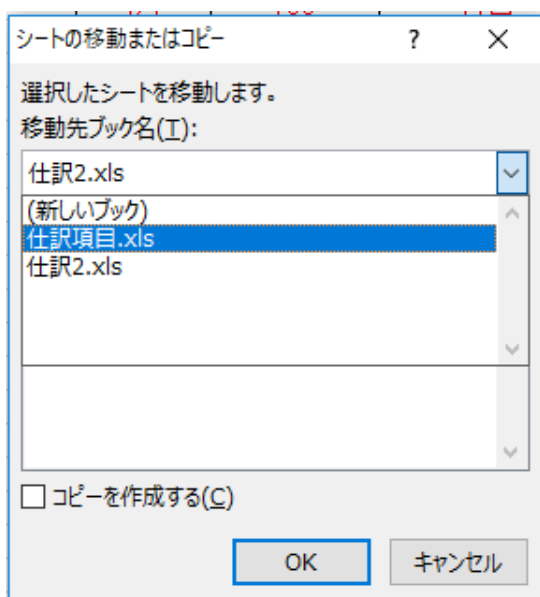 シートの移動またはコピー ? ×
選択したシートを移動します。
移動先ブック名(T):
仕訳2.xls
(新しいブック)
仕訳項目.xls
仕訳2.xls
コピーを作成する(C)
OK キャンセル